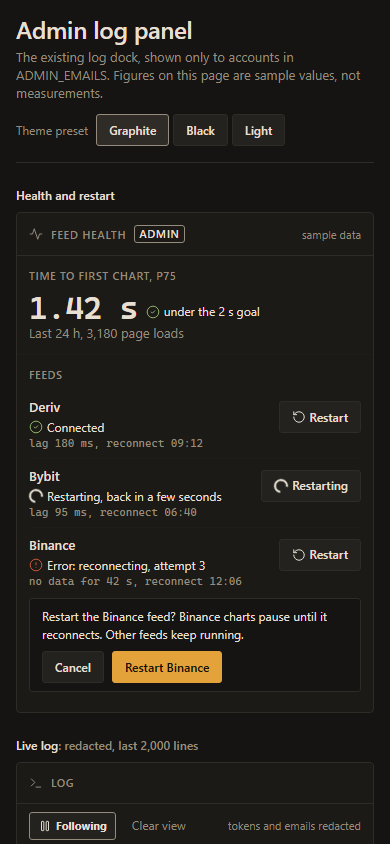 Admin log panel
The existing log dock, shown only to accounts in
ADMIN_EMAILS. Figures on this page are sample values, not
measurements.
Theme preset Graphite Black Light
Health and restart
FEED HEALTH ADMIN sample data
TIME TO FIRST CHART, P75
1.42 s under the 2 s goal
Last 24 h, 3,180 page loads
FEEDS
Deriv
Connected
lag 180 ms, reconnect 09:12
Restart
Bybit
Restarting, back in a few seconds
lag 95 ms, reconnect 06:40
Restarting
Binance
Error: reconnecting, attempt 3
no data for 42 s, reconnect 12:06
Restart
Restart the Binance feed? Binance charts pause until it
reconnects. Other feeds keep running.
Cancel Restart Binance
Live log: redacted, last 2,000 lines
LOG
Following Clear view tokens and emails redacted